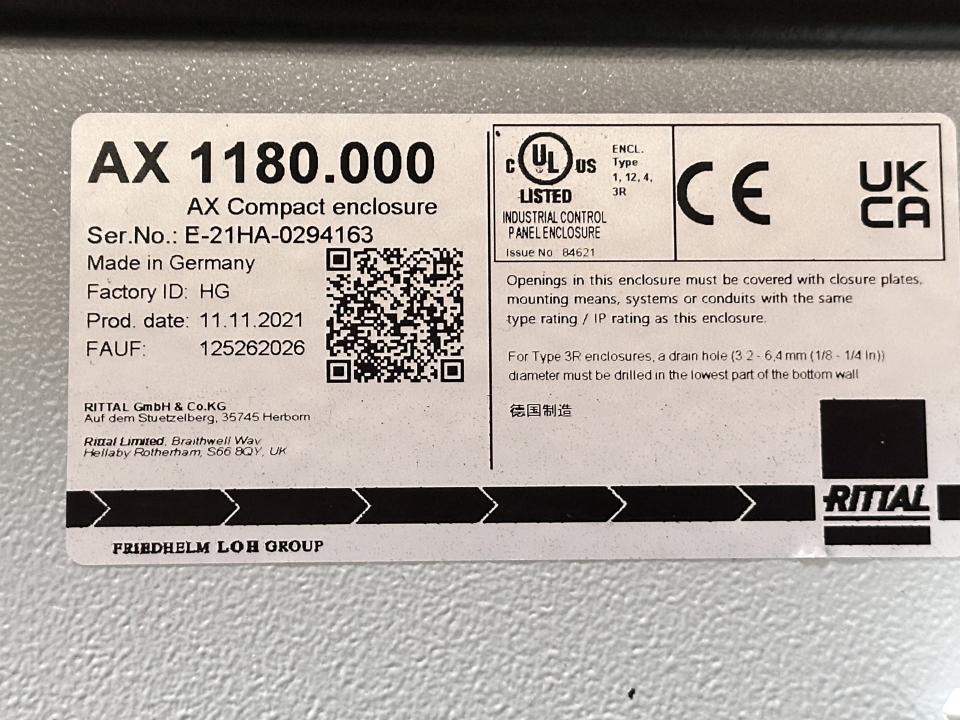 AX 1180.000
AX Compact enclosure
Ser.No.: E-21HA-0294163
Made in Germany
Factory ID: HG
Prod. date: 11.11.2021
FAUF: 125262026
RITTAL GmbH & Co.KG
Auf dem Stuetzelberg, 35745 Herborn
Rittal Limited, Braithwell Way
Hellaby Rotherham, S66 8QY, UK
C UL US
LISTED
ENCL.
Type
1, 12, 4,
3R
INDUSTRIAL CONTROL
PANEL ENCLOSURE
Issue No 84621
CE
UK
CA
Openings in this enclosure must be covered with closure plates,
mounting means, systems or conduits with the same
type rating / IP rating as this enclosure.
For Type 3R enclosures, a drain hole (3.2 - 6,4 mm (1/8 - 1/4 In))
diameter must be drilled in the lowest part of the bottom wall
德国制造
RITTAL
FRIEDHELM LOH GROUP